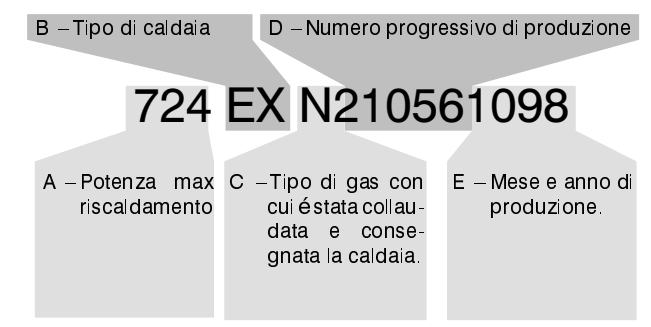 B – Tipo di caldaia
D – Numero progressivo di produzione
724 EX N210561098
A – Potenza max
riscaldamento
C – Tipo di gas con
cui é stata collau-
data e conse-
gnata la caldaia.
E – Mese e anno di
produzione.